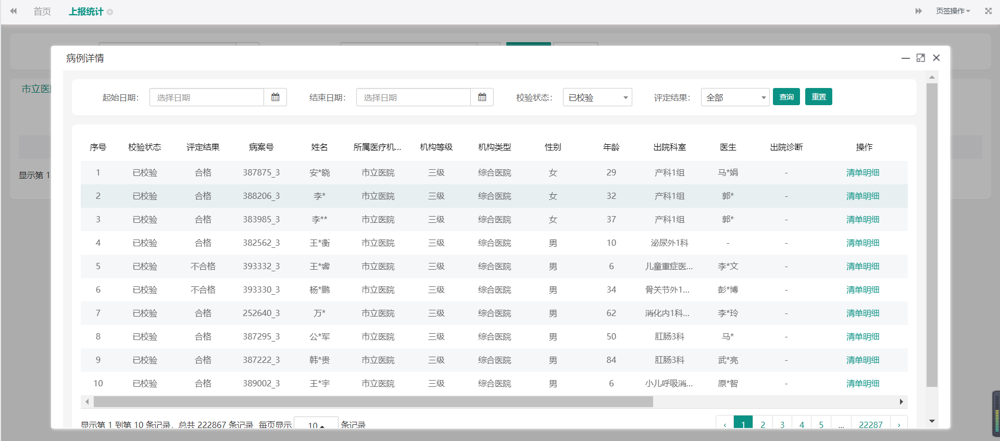 首页 上报统计 页签操作
病例详情
市立医
起始日期： 选择日期 结束日期： 选择日期 校验状态： 已校验 评定结果： 全部 查询 重置
序号 校验状态 评定结果 病案号 姓名 所属医疗机... 机构等级 机构类型 性别 年龄 出院科室 医生 出院诊断 操作
1 已校验 合格 387875_3 安*晓 市立医院 三级 综合医院 女 29 产科1组 马*娟 - 清单明细
显示第 1
2 已校验 合格 388206_3 李* 市立医院 三级 综合医院 女 32 产科1组 郭* - 清单明细
3 已校验 合格 383985_3 李** 市立医院 三级 综合医院 女 37 产科1组 郭* - 清单明细
4 已校验 合格 382562_3 王*衡 市立医院 三级 综合医院 男 10 泌尿外1科 - - 清单明细
5 已校验 不合格 393332_3 王*睿 市立医院 三级 综合医院 男 6 儿童重症医... 李*文 - 清单明细
6 已校验 不合格 393330_3 杨*鹏 市立医院 三级 综合医院 男 34 骨关节外1... 彭*博 - 清单明细
7 已校验 合格 252640_3 万* 市立医院 三级 综合医院 男 62 消化内1科... 李*玲 - 清单明细
8 已校验 合格 387295_3 公*军 市立医院 三级 综合医院 男 50 肛肠3科 马* - 清单明细
9 已校验 合格 387222_3 韩*贵 市立医院 三级 综合医院 男 84 肛肠3科 武*亮 - 清单明细
10 已校验 合格 389002_3 王*宇 市立医院 三级 综合医院 男 6 小儿呼吸消... 原*智 - 清单明细
显示第 1 到第 10 条记录，总共 222867 条记录 每页显示 10 条记录 ‹ 1 2 3 4 5 ... 22287 ›